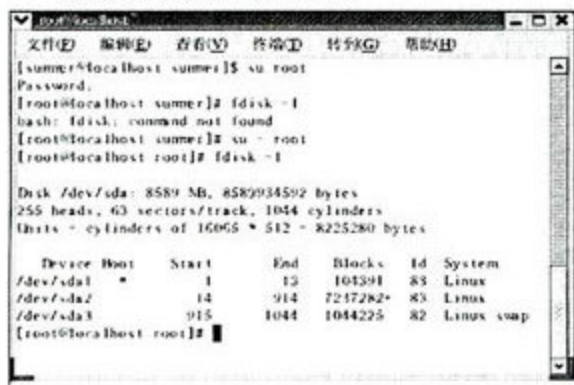 root@localhost:~
文件(F) 编辑(E) 查看(V) 终端(T) 转到(G) 帮助(H)
[sumner@localhost sumner]$ su root
Password:
[root@localhost sumner]# fdisk -l
bash: fdisk: command not found
[root@localhost sumner]# su - root
[root@localhost root]# fdisk -l
Disk /dev/sda: 8589 MB, 8589934592 bytes
255 heads, 63 sectors/track, 1044 cylinders
Units = cylinders of 16065 * 512 = 8225280 bytes
Device Boot Start End Blocks Id System
/dev/sda1 * 1 13 104391 83 Linux
/dev/sda2 14 914 7237282+ 83 Linux
/dev/sda3 915 1044 1044225 82 Linux swap
[root@localhost root]#